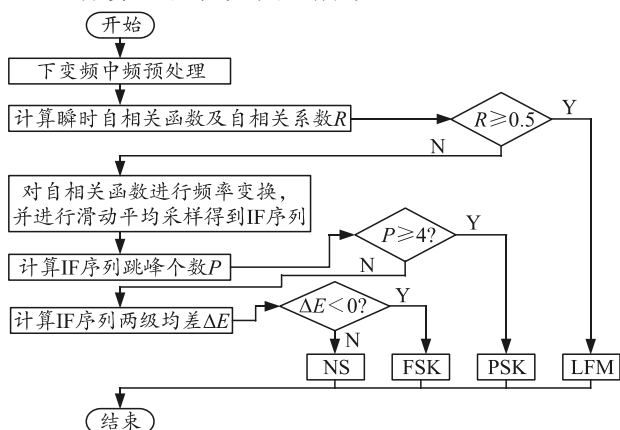 开始
下变频中频预处理
计算瞬时自相关函数及自相关系数R
R≥0.5
Y
N
对自相关函数进行频率变换，
并进行滑动平均采样得到IF序列
P≥4?
Y
N
计算IF序列跳峰个数P
计算IF序列两级均差ΔE
ΔE<0?
Y
N
NS
FSK
PSK
LFM
结束